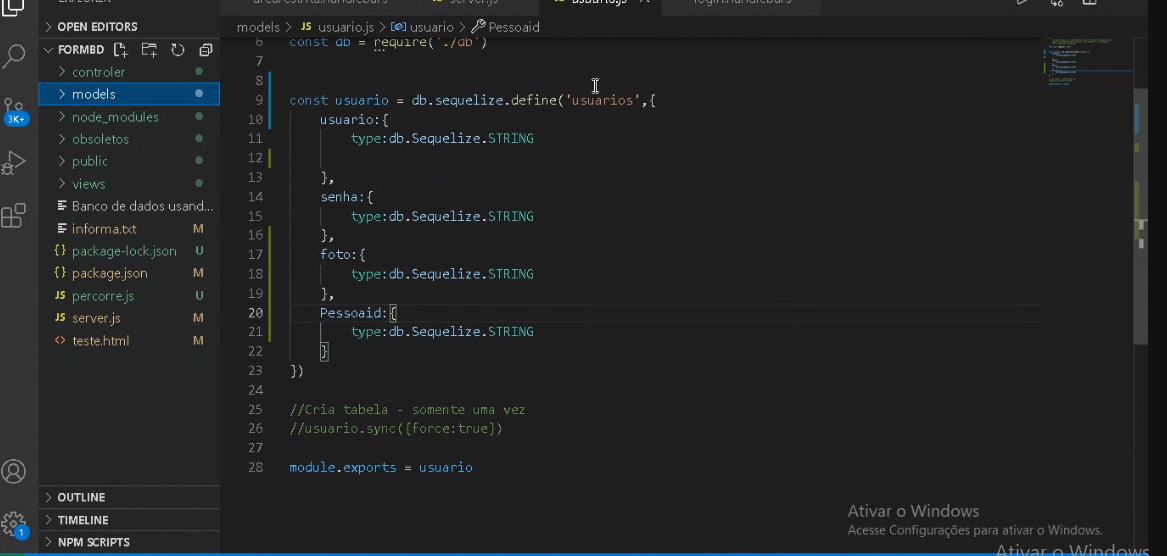 usuario.js
models > JS usuario.js > usuario > Pessoaid
OPEN EDITORS
FORMBD
controler
models
node_modules
obsoletos
public
views
Banco de dados usand...
informa.txt M
{} package-lock.json U
{} package.json M
JS percorre.js U
JS server.js M
<> teste.html M
OUTLINE
TIMELINE
NPM SCRIPTS
3K+
1
6 const db = require('./db')
7
8
9 const usuario = db.sequelize.define('usuarios',{
10 usuario:{
11 type:db.Sequelize.STRING
12
13 },
14 senha:{
15 type:db.Sequelize.STRING
16 },
17 foto:{
18 type:db.Sequelize.STRING
19 },
20 Pessoaid:{
21 type:db.Sequelize.STRING
22 }
23 })
24
25 //Cria tabela - somente uma vez
26 //usuario.sync({force:true})
27
28 module.exports = usuario
Ativar o Windows
Acesse Configurações para ativar o Windows.
Ativar o Windows